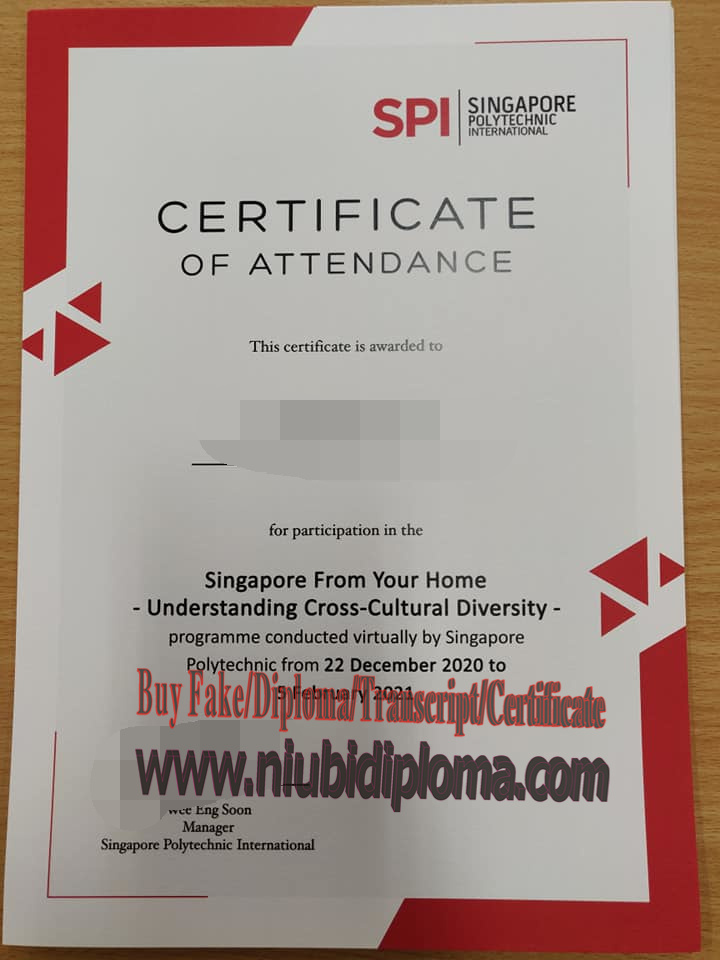 SPI SINGAPORE
POLYTECHNIC
INTERNATIONAL
CERTIFICATE
OF ATTENDANCE
This certificate is awarded to
for participation in the
Singapore From Your Home
- Understanding Cross-Cultural Diversity -
programme conducted virtually by Singapore
Polytechnic from 22 December 2020 to
5 February 2021
Buy Fake/Diploma/Transcript/Certificate
www.niubidiploma.com
Wee Eng Soon
Manager
Singapore Polytechnic International